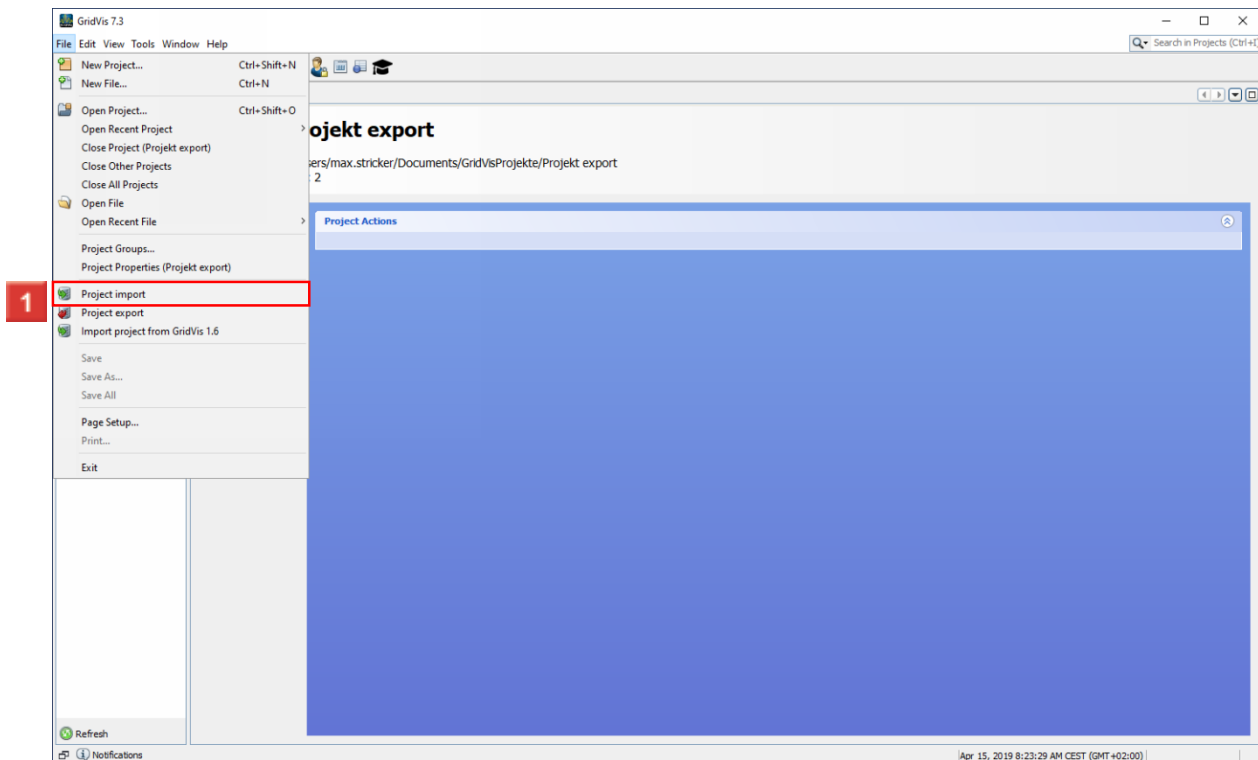 GridVis 7.3
File Edit View Tools Window Help
Search in Projects (Ctrl+I)
New Project... Ctrl+Shift+N
New File... Ctrl+N
Open Project... Ctrl+Shift+O
Open Recent Project
ojekt export
Close Project (Projekt export)
Close Other Projects
ers/max.stricker/Documents/GridVisProjekte/Projekt export
2
Close All Projects
Open File
Open Recent File
Project Actions
Project Groups...
Project Properties (Projekt export)
1
Project import
Project export
Import project from GridVis 1.6
Save
Save As...
Save All
Page Setup...
Print...
Exit
Refresh
Notifications
Apr 15, 2019 8:23:29 AM CEST (GMT+02:00)